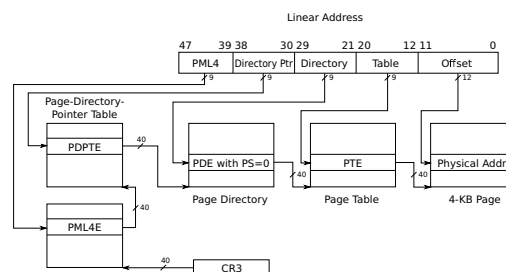 Linear Address
47 39 38 30 29 21 20 12 11 0
PML4 Directory Ptr Directory Table Offset
9 9 9 9 12
Page-Directory-
Pointer Table
PDPTE
40
PDE with PS=0
40
PTE
40
Physical Addr
Page Directory
Page Table
4-KB Page
40
PML4E
40
CR3